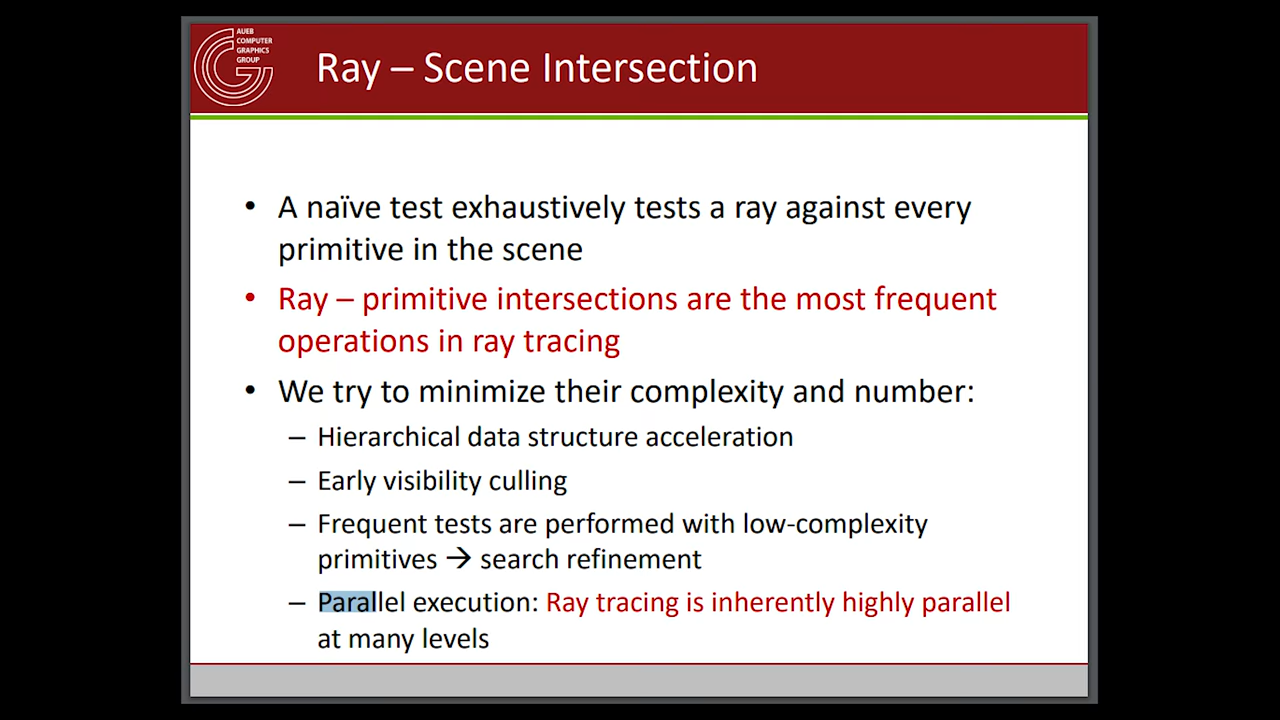 AUEB
COMPUTER
GRAPHICS
GROUP
Ray – Scene Intersection
• A naïve test exhaustively tests a ray against every
primitive in the scene
• Ray – primitive intersections are the most frequent
operations in ray tracing
• We try to minimize their complexity and number:
– Hierarchical data structure acceleration
– Early visibility culling
– Frequent tests are performed with low-complexity
primitives → search refinement
– Parallel execution: Ray tracing is inherently highly parallel
at many levels